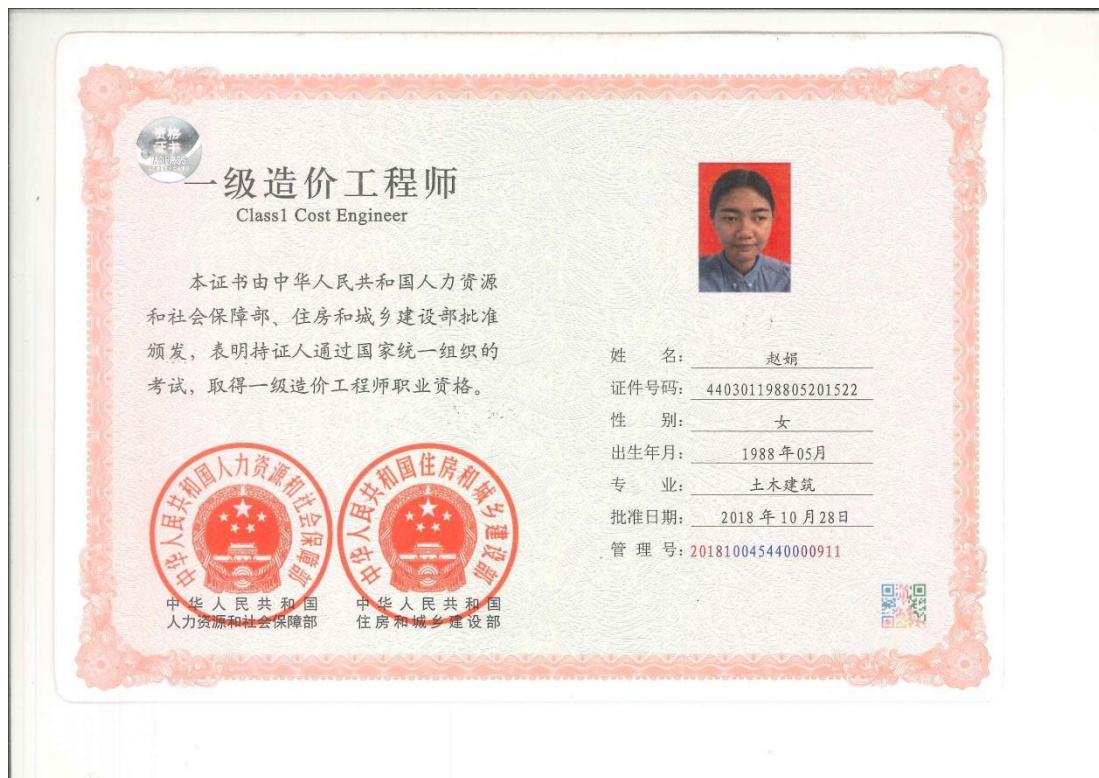 资格
证书
一级造价工程师
Class1 Cost Engineer
本证书由中华人民共和国人力资源
和社会保障部、住房和城乡建设部批准
颁发，表明持证人通过国家统一组织的
考试，取得一级造价工程师职业资格。
中华人民共和国人力资源和社会保障部
中华人民共和国住房和城乡建设部
中华人民共和国
人力资源和社会保障部
中华人民共和国
住房和城乡建设部
姓 名： 赵娟
证件号码： 440301198805201522
性 别： 女
出生年月： 1988年05月
专 业： 土木建筑
批准日期： 2018年10月28日
管 理 号：201810045440000911